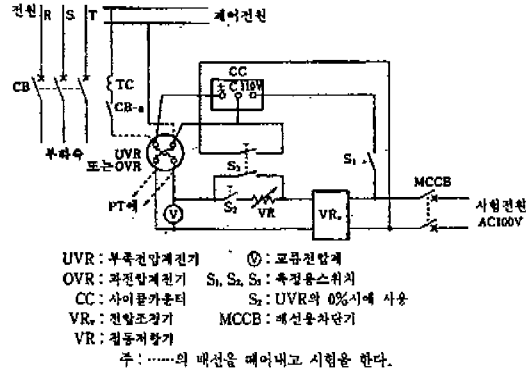 전원 R S T
제어전원
CB
TC
CB-a
부하측
CC
± C 110V
UVR
또는OVR
PT에
S₃
S₁
S₂
VR
VRᵥ
V
MCCB
시험전원
AC100V
UVR : 부족전압계전기
OVR : 과전압계전기
CC : 사이클카운터
VRᵥ : 전압조정기
VR : 접동저항기
Ⓥ : 교류전압계
S₁, S₂, S₃ : 측정용스위치
S₂ : UVR의 0%시에 사용
MCCB : 배선용차단기
주 : ……의 배선을 떼어내고 시험을 한다.